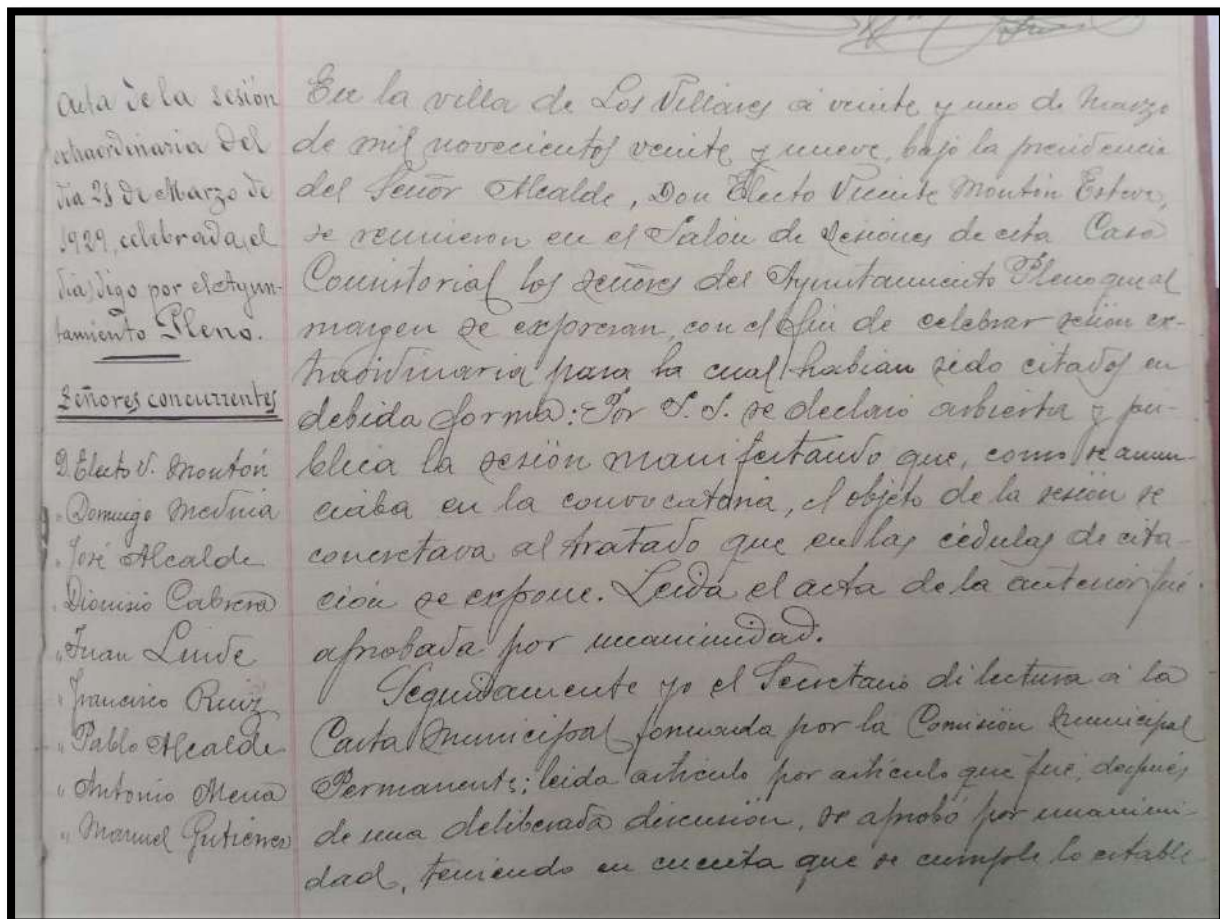 Acta de la sesión
extraordinaria del
día 21 de Marzo de
1929, celebrada, el
día, digo por el Ayun-
tamiento Pleno.
Señores concurrentes
D. Electo V. Montón
" Domingo Medina
" José Alcalde
" Dionisio Cabrera
" Juan Linde
" Francisco Ruiz
" Pablo Alcalde
" Antonio Mena
" Manuel Gutiérrez
En la villa de Los Villares á veinte y uno de Marzo
de mil novecientos veinte y nueve, bajo la presidencia
del Señor Alcalde, Don Electo Vicente Montón Esteve,
se reunieron en el Salón de sesiones de esta Casa
Consistorial los señores del Ayuntamiento Pleno que al
margen se expresan, con el fin de celebrar sesión ex-
traordinaria para la cual habían sido citados en
debida forma: Por S. S. se declaró abierta y pú-
blica la sesión manifestando que, como se anun-
ciaba en la convocatoria, el objeto de la sesión se
concretava al tratado que en las cédulas de cita-
ción se expone. Leida el acta de la anterior fué
aprobada por unanimidad.
Seguidamente yo el Secretario di lectura á la
Carta Municipal formada por la Comisión Municipal
Permanente; leida artículo por artículo que fué, después
de una deliberada discusión, se aprobó por unanimi-
dad, teniendo en cuenta que se cumple lo estable